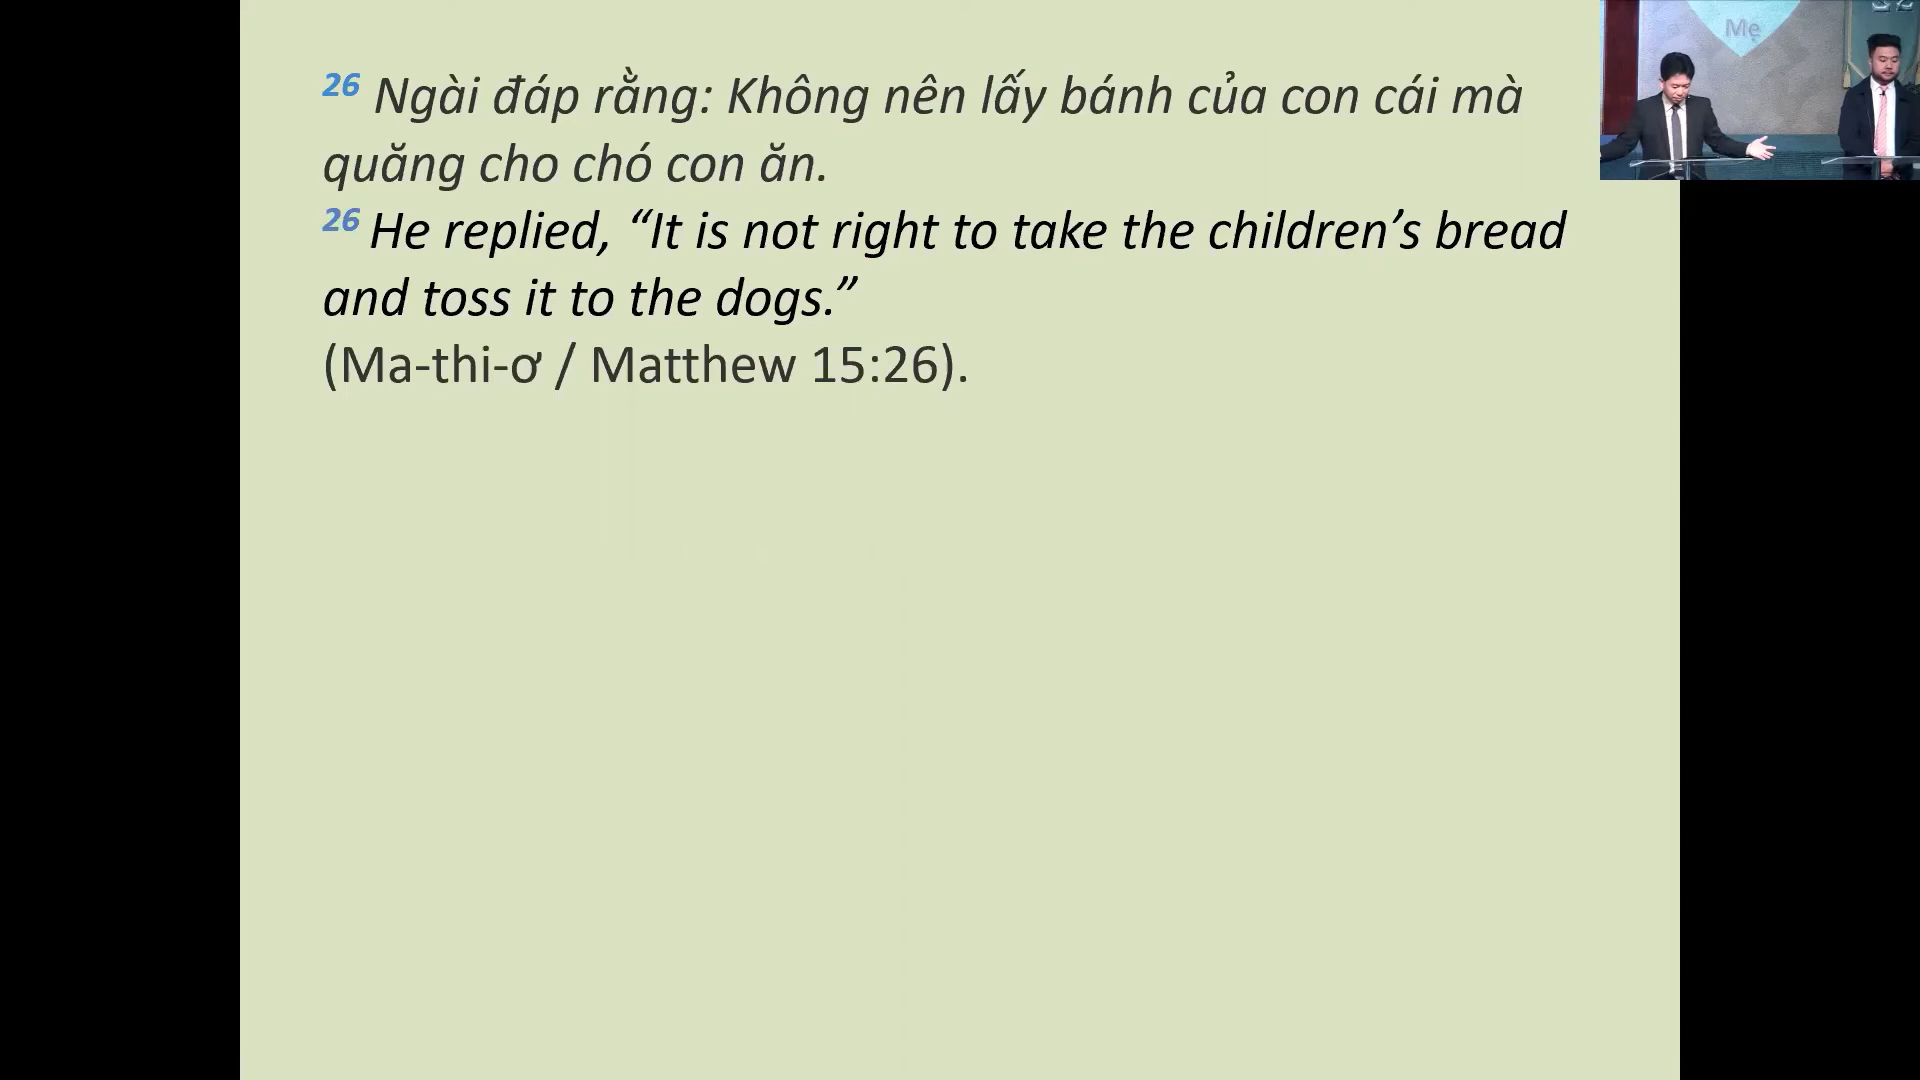 26 Ngài đáp rằng: Không nên lấy bánh của con cái mà
quăng cho chó con ăn.
26 He replied, “It is not right to take the children’s bread
and toss it to the dogs.”
(Ma-thi-ơ / Matthew 15:26).
Mẹ